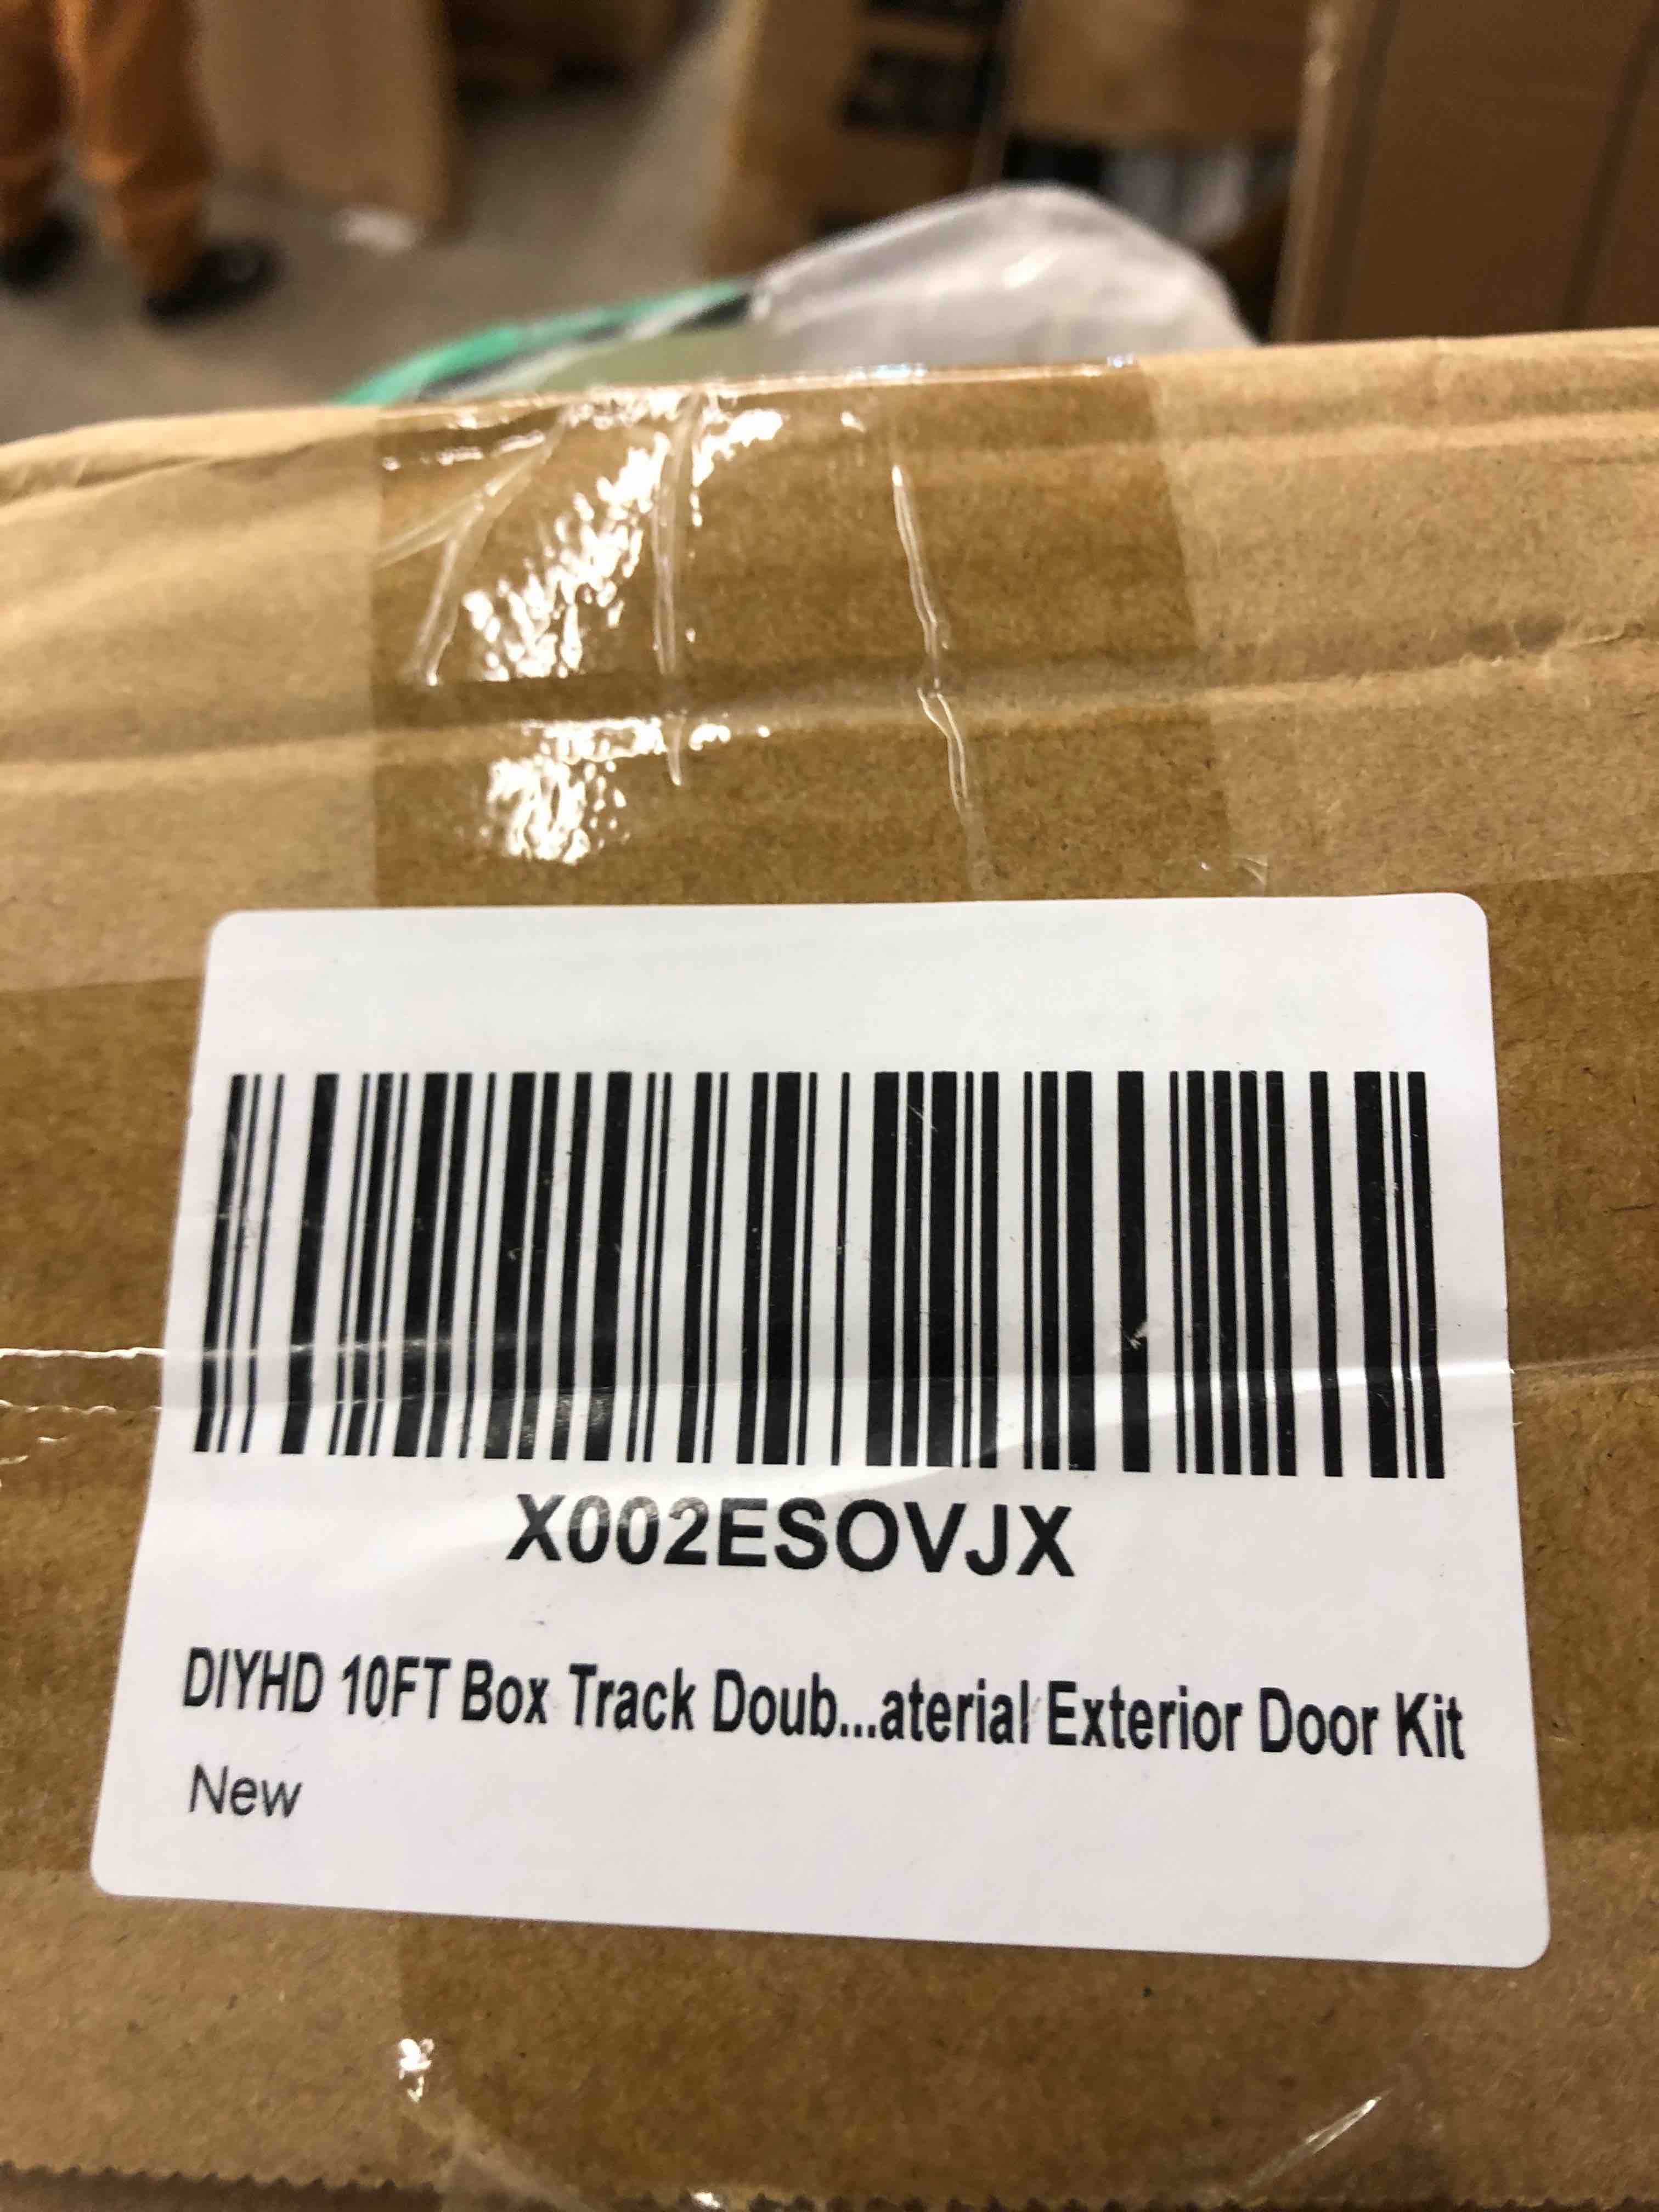 X002ESOVJX
DIYHD 10FT Box Track Doub...aterial Exterior Door Kit
New